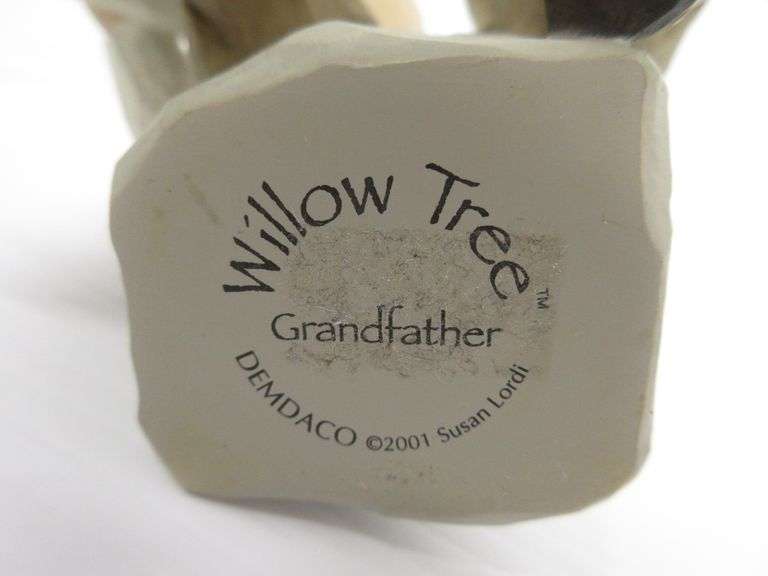 Willow Tree™
Grandfather
DEMDACO ©2001 Susan Lordi